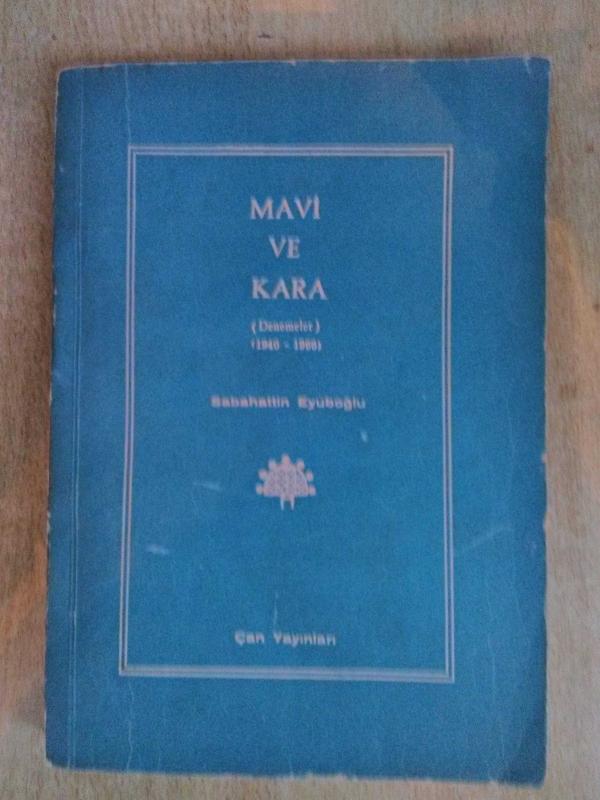 MAVİ
VE
KARA
(Denemeler)
(1940 - 1966)
Sabahattin Eyuboğlu
Çan Yayınları